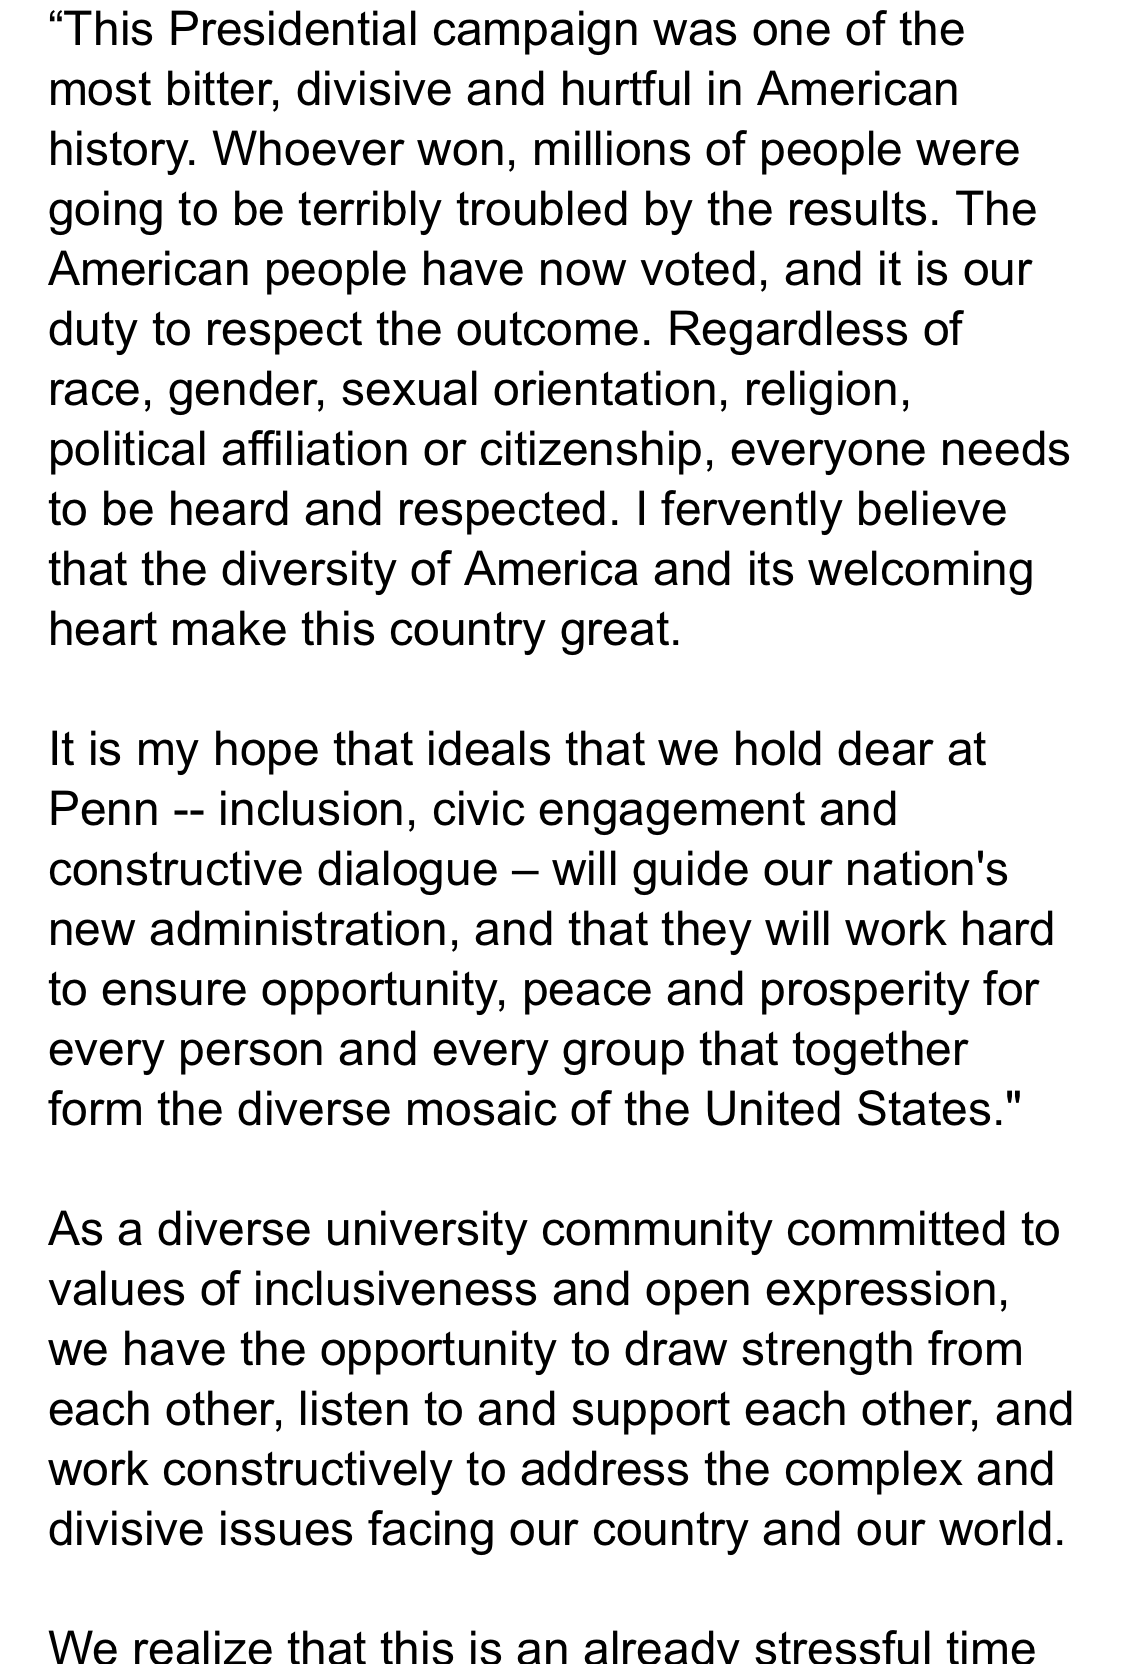 “This Presidential campaign was one of the
most bitter, divisive and hurtful in American
history. Whoever won, millions of people were
going to be terribly troubled by the results. The
American people have now voted, and it is our
duty to respect the outcome. Regardless of
race, gender, sexual orientation, religion,
political affiliation or citizenship, everyone needs
to be heard and respected. I fervently believe
that the diversity of America and its welcoming
heart make this country great.
It is my hope that ideals that we hold dear at
Penn -- inclusion, civic engagement and
constructive dialogue – will guide our nation's
new administration, and that they will work hard
to ensure opportunity, peace and prosperity for
every person and every group that together
form the diverse mosaic of the United States."
As a diverse university community committed to
values of inclusiveness and open expression,
we have the opportunity to draw strength from
each other, listen to and support each other, and
work constructively to address the complex and
divisive issues facing our country and our world.
We realize that this is an already stressful time